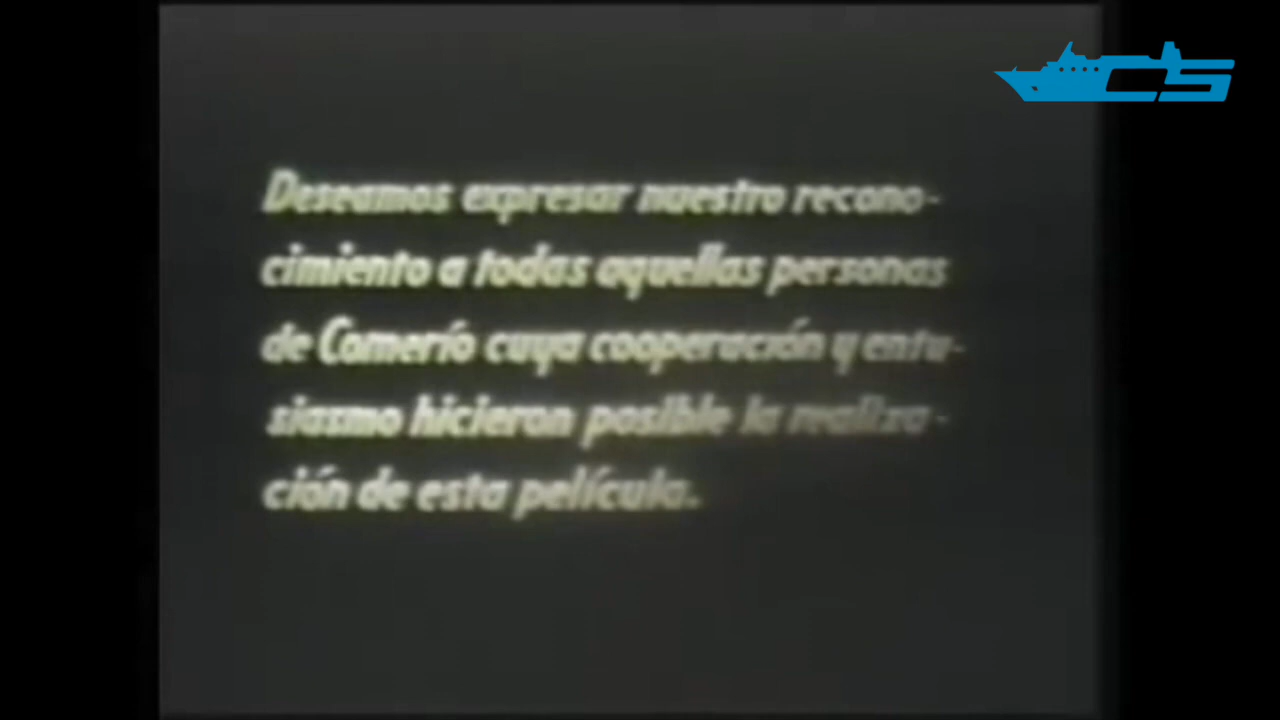 CS
Deseamos expresar nuestro recono-
cimiento a todas aquellas personas
de Comerío cuya cooperación y entu-
siasmo hicieron posible la realiza-
ción de esta película.